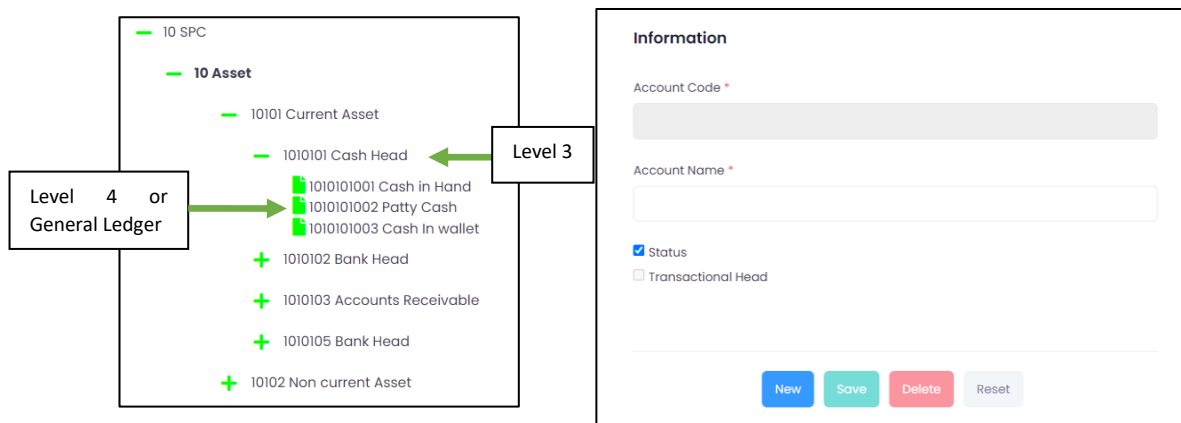 10 SPC
10 Asset
10101 Current Asset
1010101 Cash Head
Level 3
1010101001 Cash in Hand
1010101002 Patty Cash
1010101003 Cash In wallet
Level 4 or
General Ledger
1010102 Bank Head
1010103 Accounts Receivable
1010105 Bank Head
10102 Non current Asset
Information
Account Code *
Account Name *
Status
Transactional Head
New Save Delete Reset